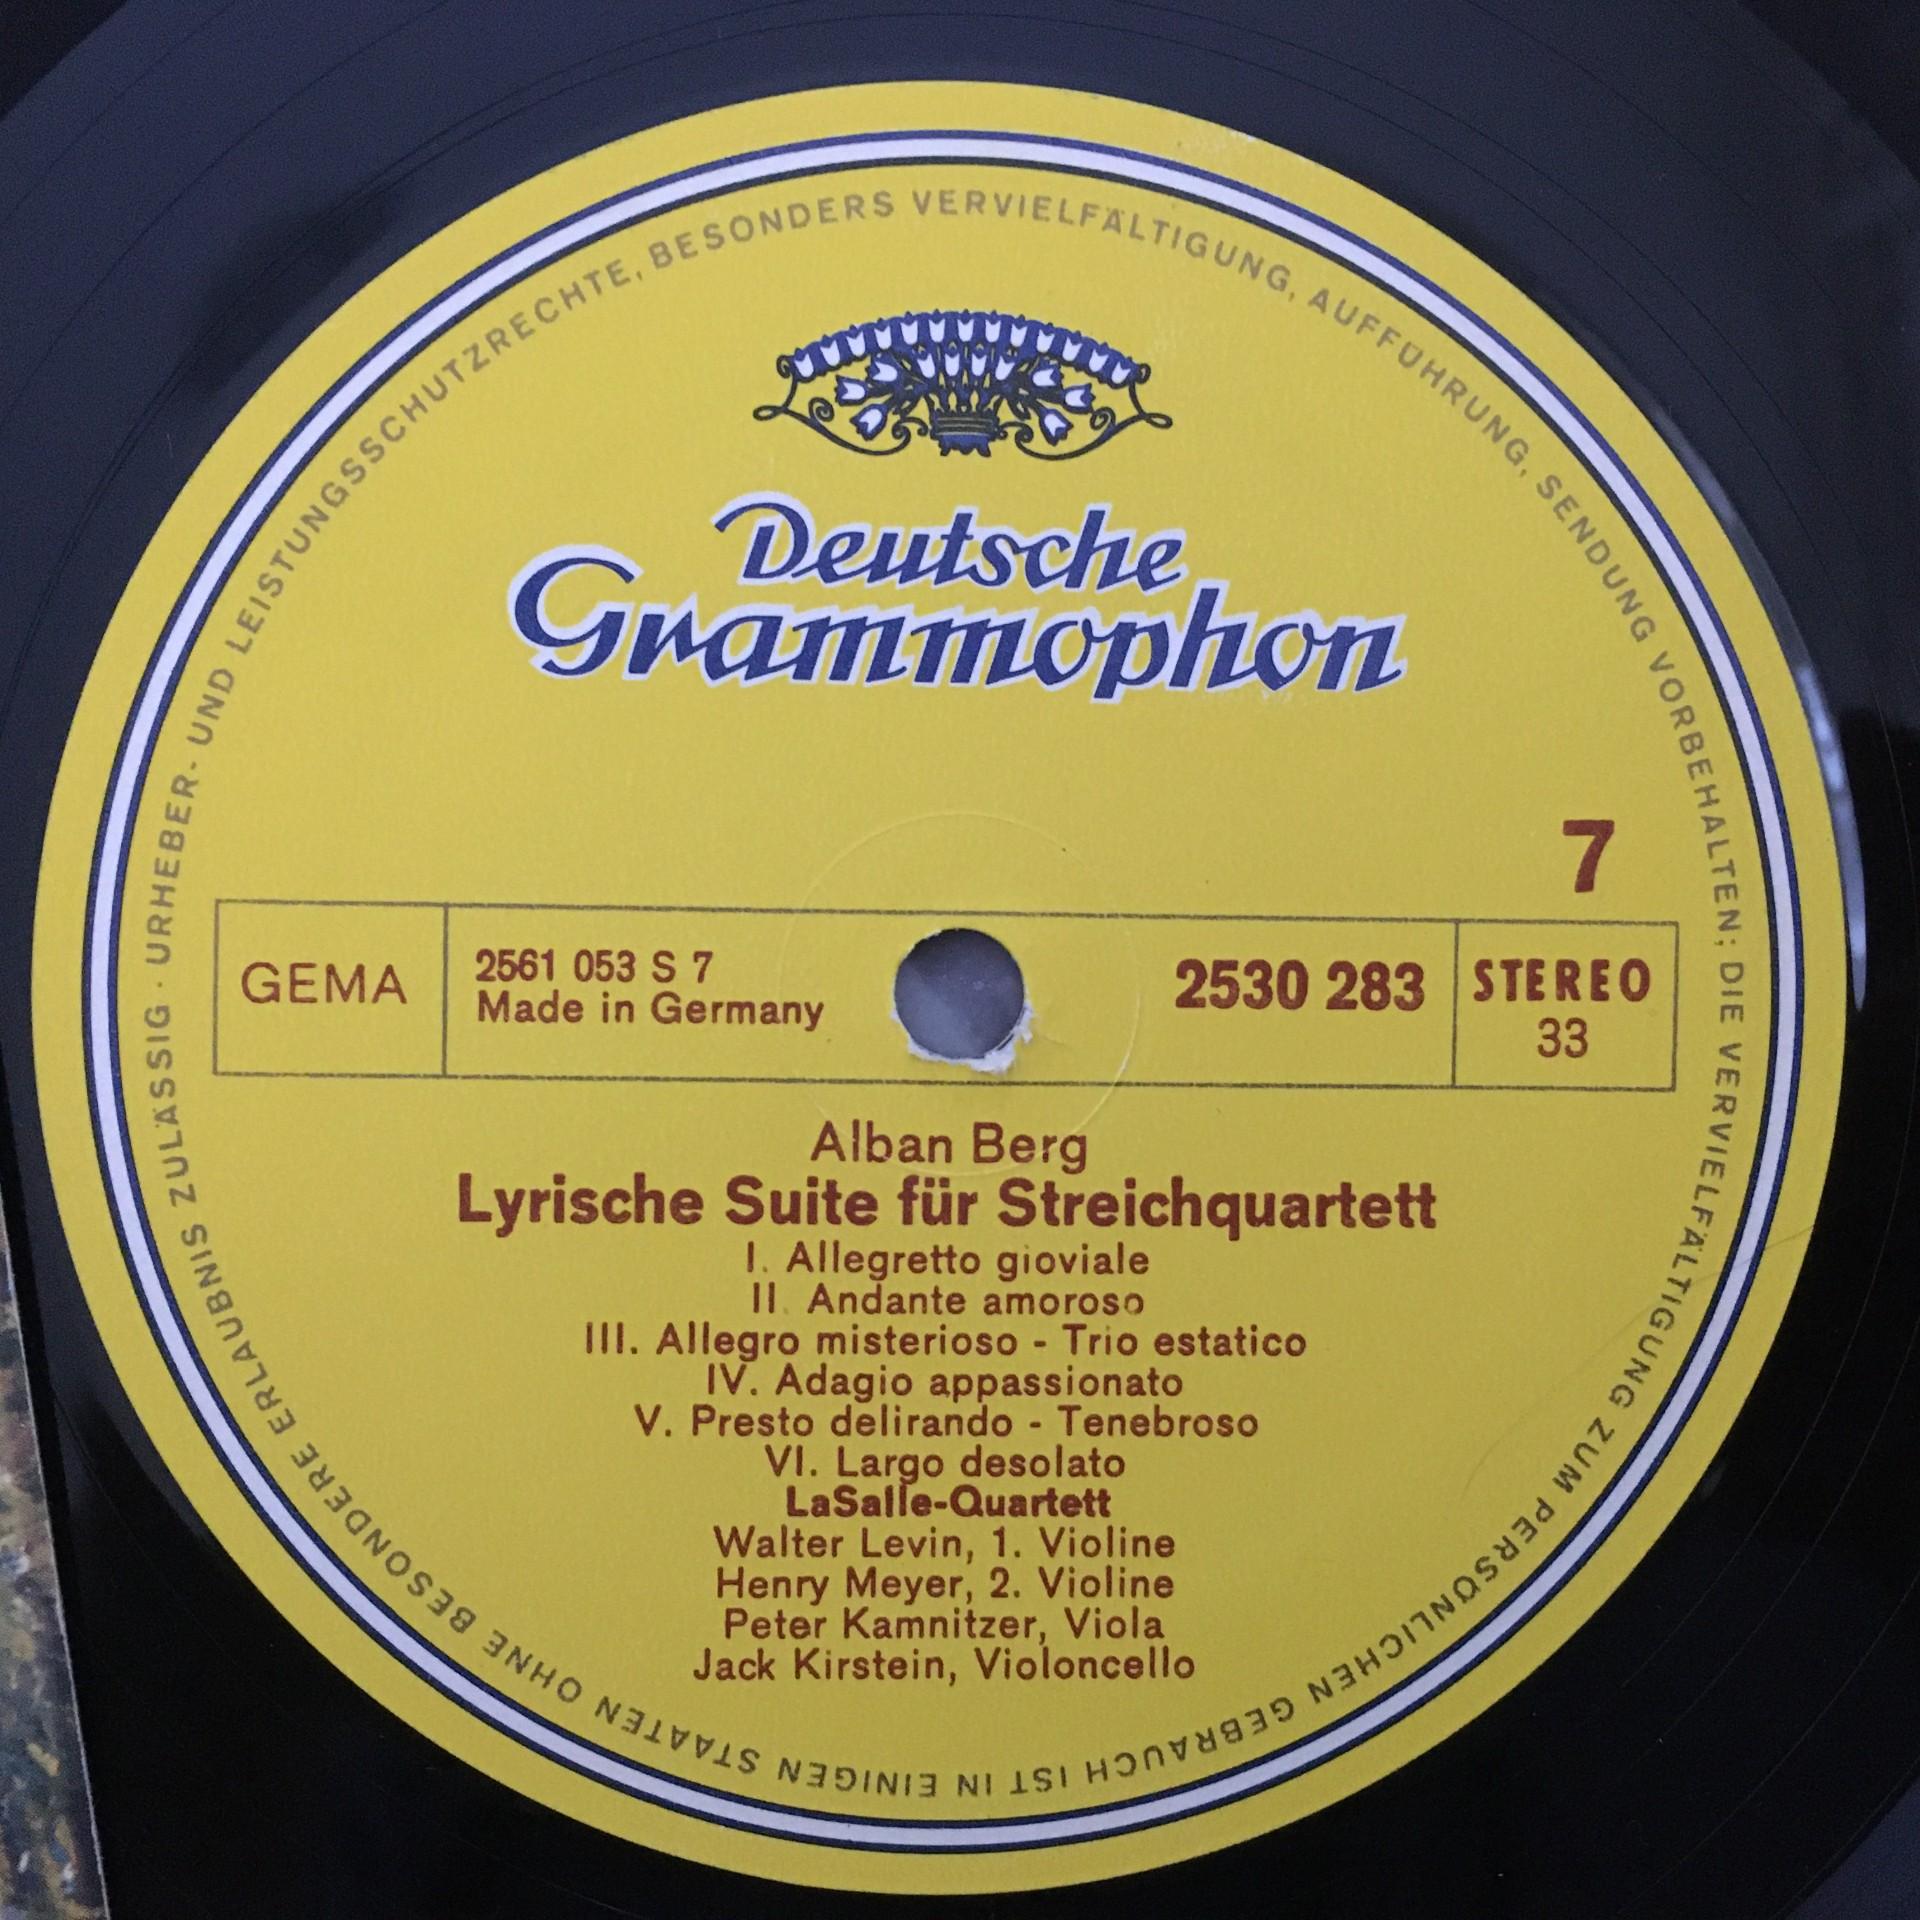 URHEBER- UND LEISTUNGSSCHUTZRECHTE, BESONDERS VERVIELFÄLTIGUNG, AUFFÜHRUNG, SENDUNG VORBEHALTEN; DIE VERVIELFÄLTIGUNG ZUM PERSÖNLICHEN GEBRAUCH IST IN EINIGEN STAATEN OHNE BESONDERE ERLAUBNIS ZULÄSSIG ·
Deutsche
Grammophon
7
GEMA
2561 053 S 7
Made in Germany
2530 283
STEREO
33
Alban Berg
Lyrische Suite für Streichquartett
I. Allegretto gioviale
II. Andante amoroso
III. Allegro misterioso - Trio estatico
IV. Adagio appassionato
V. Presto delirando - Tenebroso
VI. Largo desolato
LaSalle-Quartett
Walter Levin, 1. Violine
Henry Meyer, 2. Violine
Peter Kamnitzer, Viola
Jack Kirstein, Violoncello